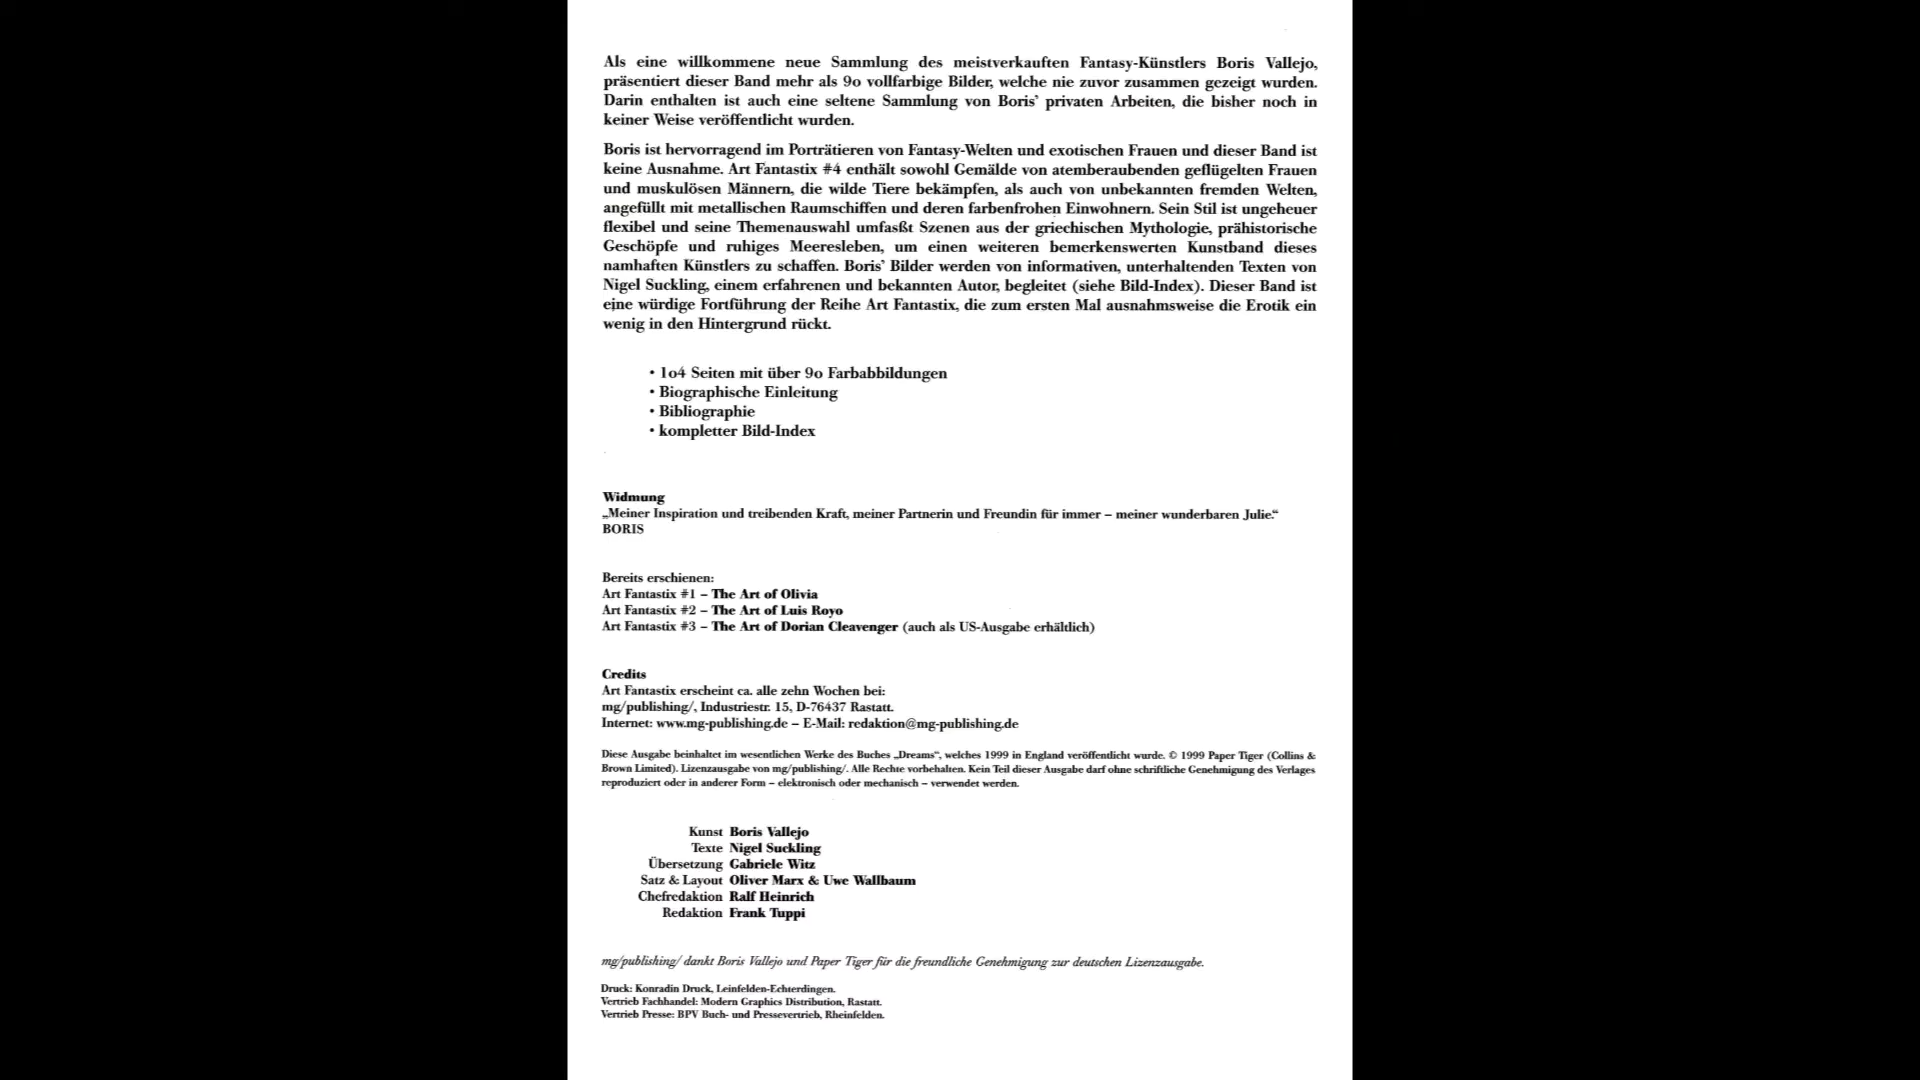 Als eine willkommene neue Sammlung des meistverkauften Fantasy-Künstlers Boris Vallejo,
präsentiert dieser Band mehr als 9o vollfarbige Bilder, welche nie zuvor zusammen gezeigt wurden.
Darin enthalten ist auch eine seltene Sammlung von Boris’ privaten Arbeiten, die bisher noch in
keiner Weise veröffentlicht wurden.
Boris ist hervorragend im Porträtieren von Fantasy-Welten und exotischen Frauen und dieser Band ist
keine Ausnahme. Art Fantastix #4 enthält sowohl Gemälde von atemberaubenden geflügelten Frauen
und muskulösen Männern, die wilde Tiere bekämpfen, als auch von unbekannten fremden Welten,
angefüllt mit metallischen Raumschiffen und deren farbenfrohen Einwohnern. Sein Stil ist ungeheuer
flexibel und seine Themenauswahl umfasßt Szenen aus der griechischen Mythologie, prähistorische
Geschöpfe und ruhiges Meeresleben, um einen weiteren bemerkenswerten Kunstband dieses
namhaften Künstlers zu schaffen. Boris’ Bilder werden von informativen, unterhaltenden Texten von
Nigel Suckling, einem erfahrenen und bekannten Autor, begleitet (siehe Bild-Index). Dieser Band ist
eine würdige Fortführung der Reihe Art Fantastix, die zum ersten Mal ausnahmsweise die Erotik ein
wenig in den Hintergrund rückt.
• 1o4 Seiten mit über 9o Farbabbildungen
• Biographische Einleitung
• Bibliographie
• kompletter Bild-Index
Widmung
„Meiner Inspiration und treibenden Kraft, meiner Partnerin und Freundin für immer – meiner wunderbaren Julie.“
BORIS
Bereits erschienen:
Art Fantastix #1 – The Art of Olivia
Art Fantastix #2 – The Art of Luis Royo
Art Fantastix #3 – The Art of Dorian Cleavenger (auch als US-Ausgabe erhältlich)
Credits
Art Fantastix erscheint ca. alle zehn Wochen bei:
mg/publishing/, Industriestr. 15, D-76437 Rastatt.
Internet: www.mg-publishing.de – E-Mail: redaktion@mg-publishing.de
Diese Ausgabe beinhaltet im wesentlichen Werke des Buches „Dreams“, welches 1999 in England veröffentlicht wurde. © 1999 Paper Tiger (Collins &
Brown Limited). Lizenzausgabe von mg/publishing/. Alle Rechte vorbehalten. Kein Teil dieser Ausgabe darf ohne schriftliche Genehmigung des Verlages
reproduziert oder in anderer Form – elektronisch oder mechanisch – verwendet werden.
Kunst Boris Vallejo
Texte Nigel Suckling
Übersetzung Gabriele Witz
Satz & Layout Oliver Marx & Uwe Wallbaum
Chefredaktion Ralf Heinrich
Redaktion Frank Tuppi
mg/publishing/ dankt Boris Vallejo und Paper Tiger für die freundliche Genehmigung zur deutschen Lizenzausgabe.
Druck: Konradin Druck, Leinfelden-Echterdingen.
Vertrieb Fachhandel: Modern Graphics Distribution, Rastatt.
Vertrieb Presse: BPV Buch- und Pressevertrieb, Rheinfelden.